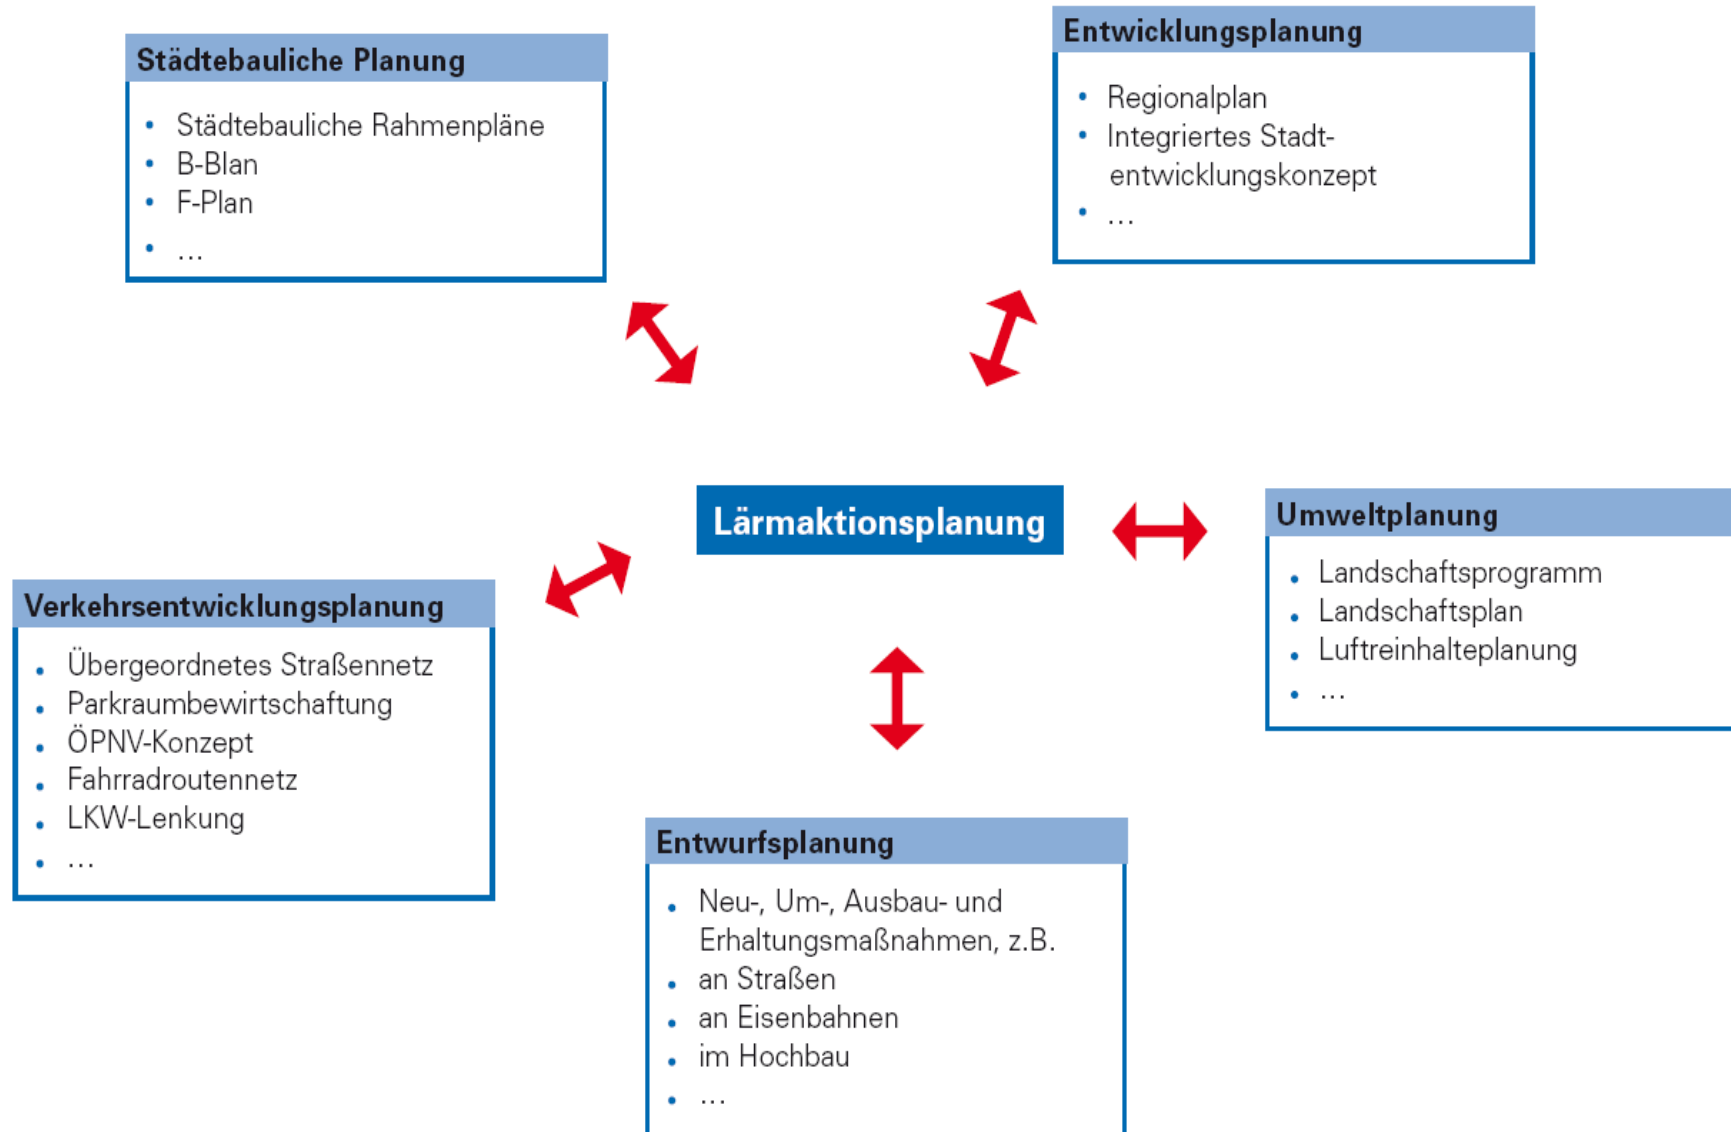 Städtebauliche Planung
• Städtebauliche Rahmenpläne
• B-Blan
• F-Plan
• ...
Entwicklungsplanung
• Regionalplan
• Integriertes Stadt-
entwicklungskonzept
• ...
Lärmaktionsplanung
Umweltplanung
• Landschaftsprogramm
• Landschaftsplan
• Luftreinhalteplanung
• ...
Verkehrsentwicklungsplanung
• Übergeordnetes Straßennetz
• Parkraumbewirtschaftung
• ÖPNV-Konzept
• Fahrradroutennetz
• LKW-Lenkung
• ...
Entwurfsplanung
• Neu-, Um-, Ausbau- und
Erhaltungsmaßnahmen, z.B.
• an Straßen
• an Eisenbahnen
• im Hochbau
• ...